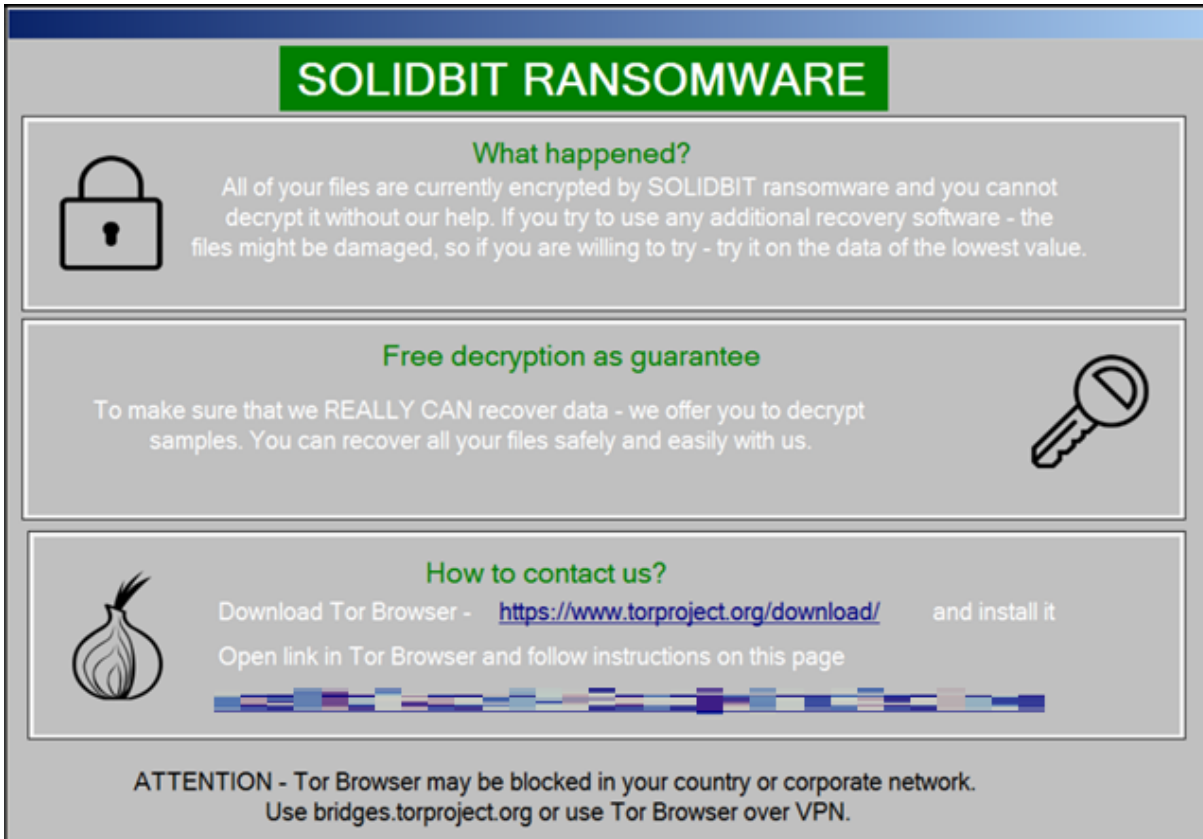 SOLIDBIT RANSOMWARE
What happened?
All of your files are currently encrypted by SOLIDBIT ransomware and you cannot
decrypt it without our help. If you try to use any additional recovery software - the
files might be damaged, so if you are willing to try - try it on the data of the lowest value.
Free decryption as guarantee
To make sure that we REALLY CAN recover data - we offer you to decrypt
samples. You can recover all your files safely and easily with us.
How to contact us?
Download Tor Browser - https://www.torproject.org/download/ and install it
Open link in Tor Browser and follow instructions on this page
ATTENTION - Tor Browser may be blocked in your country or corporate network.
Use bridges.torproject.org or use Tor Browser over VPN.